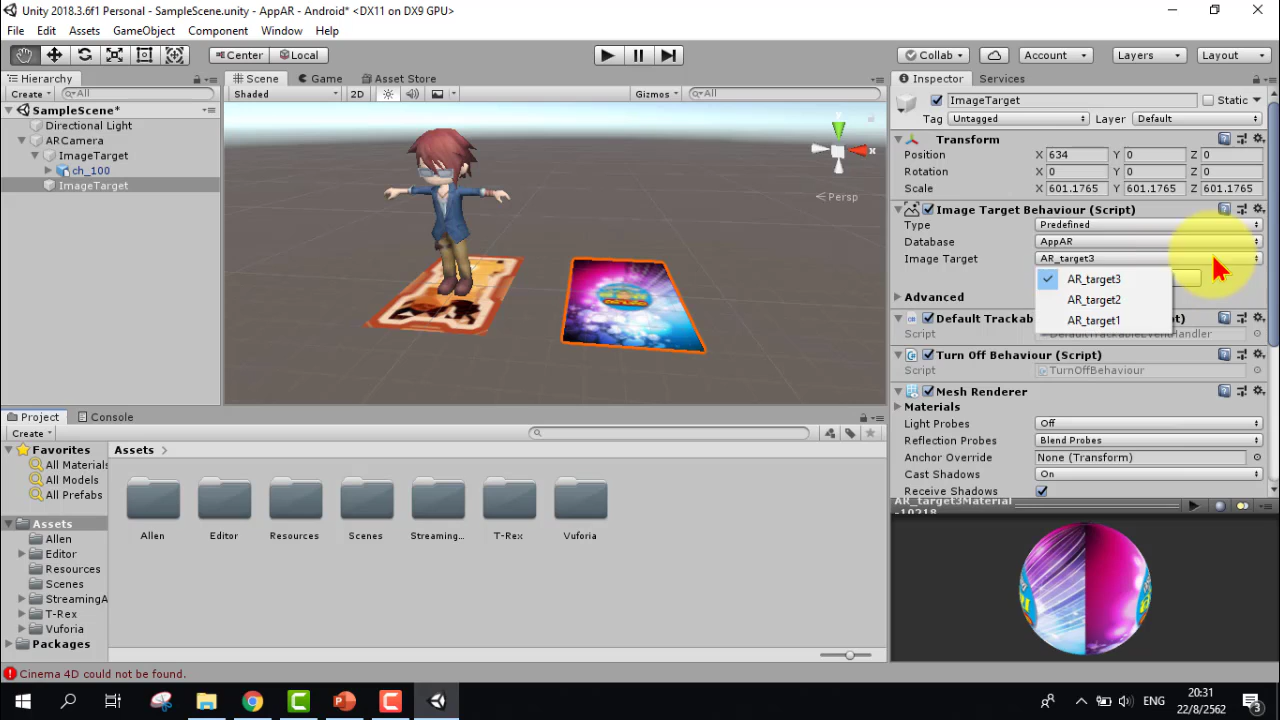 Unity 2018.3.6f1 Personal - SampleScene.unity - AppAR - Android* <DX11 on DX9 GPU>
File Edit Assets GameObject Component Window Help
Center Local Collab Account Layers Layout
Hierarchy Scene Game Asset Store Inspector Services
Create All Shaded 2D Gizmos All ImageTarget Static
SampleScene*
Tag Untagged Layer Default
Directional Light
ARCamera
ImageTarget
ch_100
ImageTarget
x
Persp
Transform
Position X 634 Y 0 Z 0
Rotation X 0 Y 0 Z 0
Scale X 601.1765 Y 601.1765 Z 601.1765
Image Target Behaviour (Script)
Type Predefined
Database AppAR
Image Target AR_target3
AR_target3
AR_target2
AR_target1
Advanced
Default Trackab
Script DefaultTrackableEventHandler
Turn Off Behaviour (Script)
Script TurnOffBehaviour
Mesh Renderer
Materials
Light Probes Off
Reflection Probes Blend Probes
Anchor Override None (Transform)
Cast Shadows On
Receive Shadows
AR_target3Material
-10218
Project Console
Create
Favorites
All Materials
All Models
All Prefabs
Assets
Allen
Editor
Resources
Scenes
StreamingA
T-Rex
Vuforia
Packages
Assets
Allen Editor Resources Scenes Streaming... T-Rex Vuforia
Cinema 4D could not be found.
ENG
20:31
22/8/2562
3